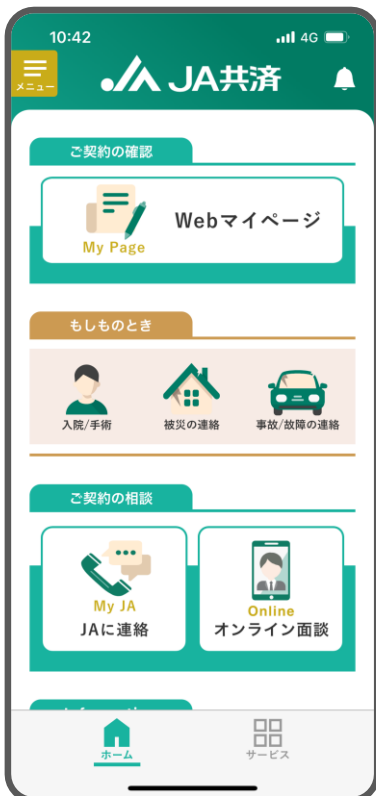 10:42
4G
メニュー
JA共済
ご契約の確認
My Page
Webマイページ
もしものとき
入院/手術
被災の連絡
事故/故障の連絡
ご契約の相談
My JA
JAに連絡
Online
オンライン面談
ホーム
サービス